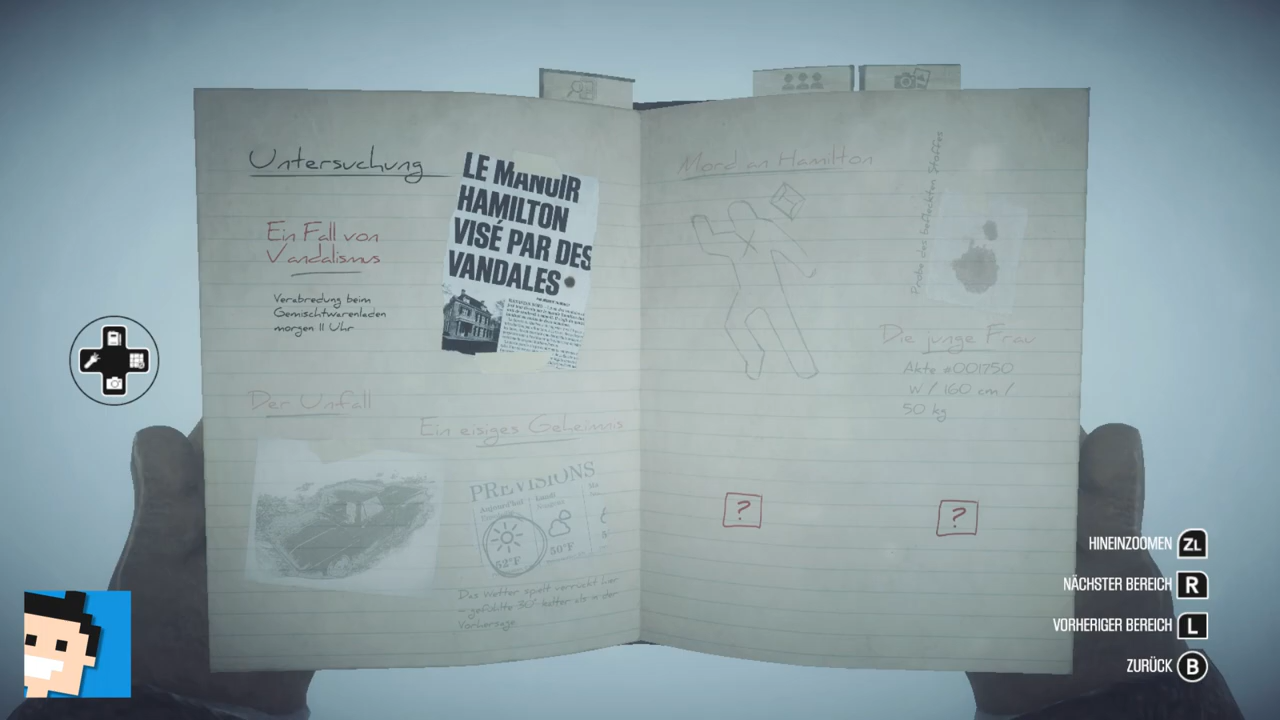 Untersuchung
Ein Fall von
Vandalismus
Verabredung beim
Gemischtwarenladen
morgen 11 Uhr
LE MANOIR
HAMILTON
VISÉ PAR DES
VANDALES
Der Unfall
Ein eisiges Geheimnis
PREVISIONS
Aujourd'hui
Lundi
52°F
50°F
Das Wetter spielt verrückt hier
- gefühlte 30° kälter als in der
Vorhersage
Mord an Hamilton
Probe des befleckten Stoffes
Die junge Frau
Akte #001750
W / 160 cm /
50 kg
?
?
HINEINZOOMEN ZL
NÄCHSTER BEREICH R
VORHERIGER BEREICH L
ZURÜCK B